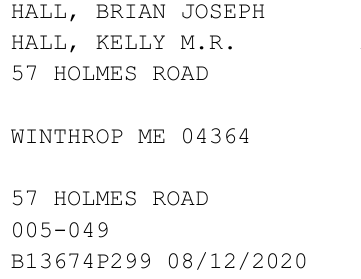 HALL, BRIAN JOSEPH
HALL, KELLY M.R.
57 HOLMES ROAD
WINTHROP ME 04364
57 HOLMES ROAD
005-049
B13674P299 08/12/2020